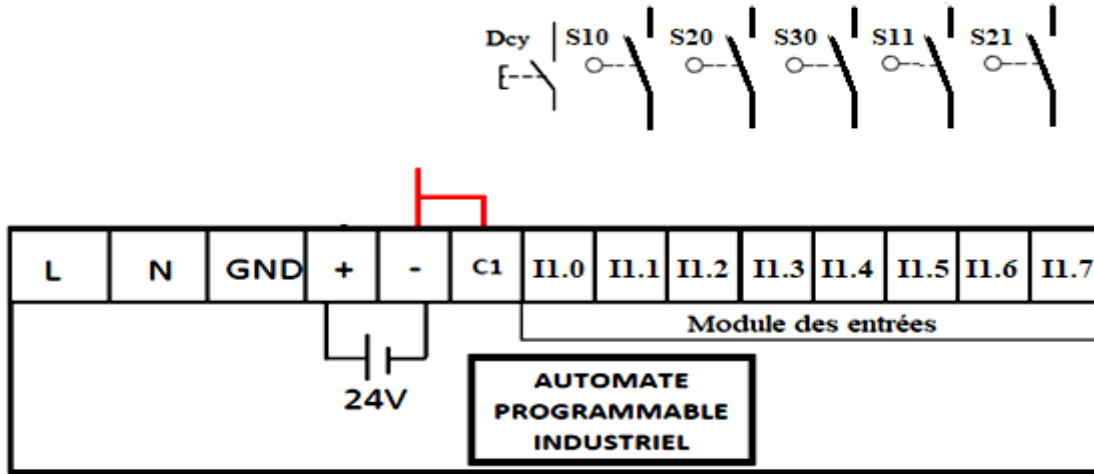 Dcy S10 S20 S30 S11 S21
L N GND + - C1 I1.0 I1.1 I1.2 I1.3 I1.4 I1.5 I1.6 I1.7
Module des entrées
24V
AUTOMATE
PROGRAMMABLE
INDUSTRIEL